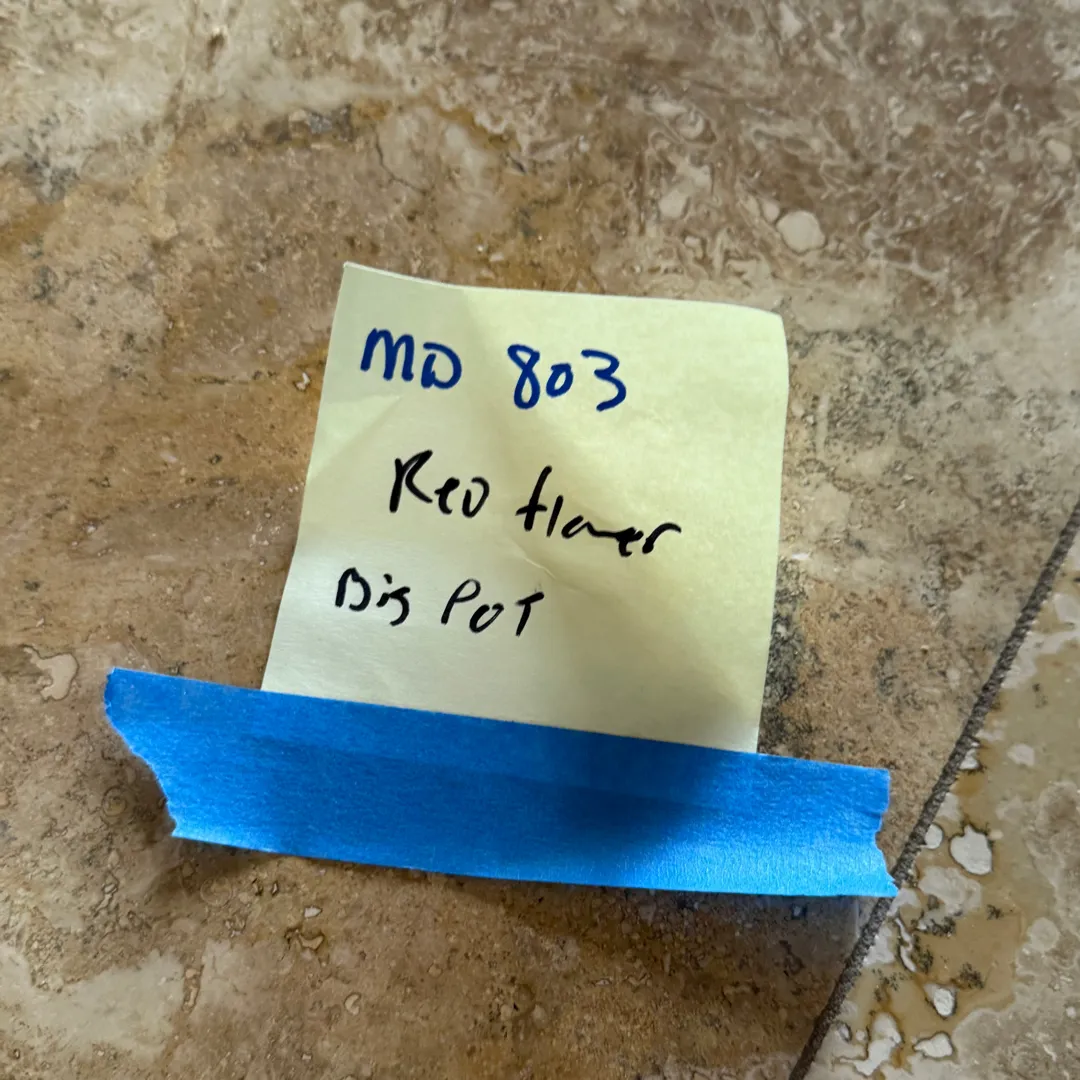 MD 803
Red flower
Big POT